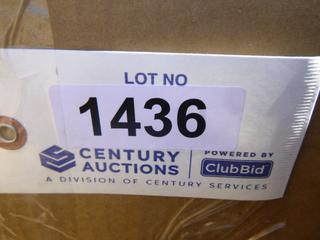 LOT NO
1436
CENTURY
AUCTIONS
POWERED BY
ClubBid
A DIVISION OF CENTURY SERVICES